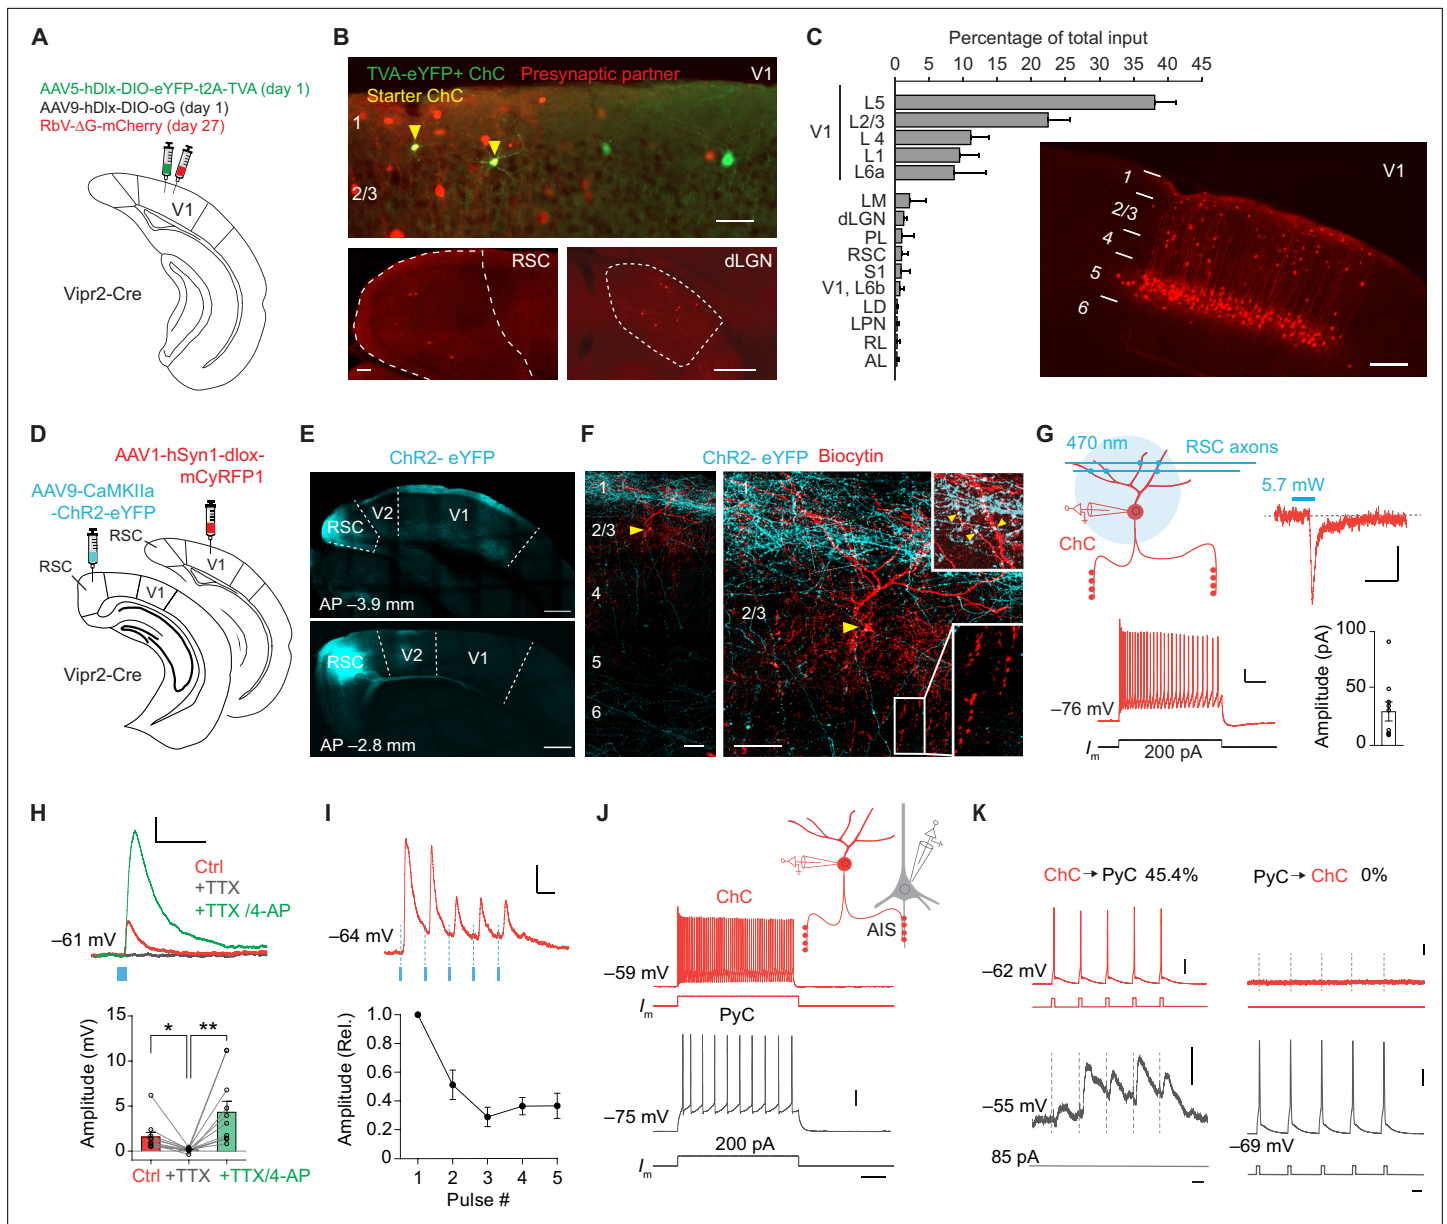 A
AAV5-hDlx-DIO-eYFP-t2A-TVA (day 1)
AAV9-hDlx-DIO-oG (day 1)
RbV-ΔG-mCherry (day 27)
V1
Vipr2-Cre
B
TVA-eYFP+ ChC
Presynaptic partner
V1
Starter ChC
1
2/3
RSC
dLGN
C
Percentage of total input
0 5 10 15 20 25 30 35 40 45
V1
L5
L2/3
L4
L1
L6a
LM
dLGN
PL
RSC
S1
V1, L6b
LD
LPN
RL
AL
V1
1
2/3
4
5
6
D
AAV1-hSyn1-dlox-
mCyRFP1
AAV9-CaMKIIa
-ChR2-eYFP
RSC
V1
RSC
V1
Vipr2-Cre
E
ChR2- eYFP
RSC
V2
V1
AP –3.9 mm
RSC
V2
V1
AP –2.8 mm
F
ChR2- eYFP Biocytin
1
2/3
4
5
6
1
2/3
G
470 nm
RSC axons
5.7 mW
ChC
–76 mV
Im
200 pA
Amplitude (pA)
100
50
0
H
Ctrl
+TTX
+TTX /4-AP
–61 mV
Amplitude (mV)
15
10
5
0
*
**
Ctrl +TTX +TTX/4-AP
I
–64 mV
Amplitude (Rel.)
1.0
0.8
0.6
0.4
0.2
0
1 2 3 4 5
Pulse #
J
ChC
AIS
–59 mV
Im
PyC
–75 mV
200 pA
Im
K
ChC→PyC 45.4%
PyC→ChC 0%
–62 mV
–55 mV
85 pA
–69 mV